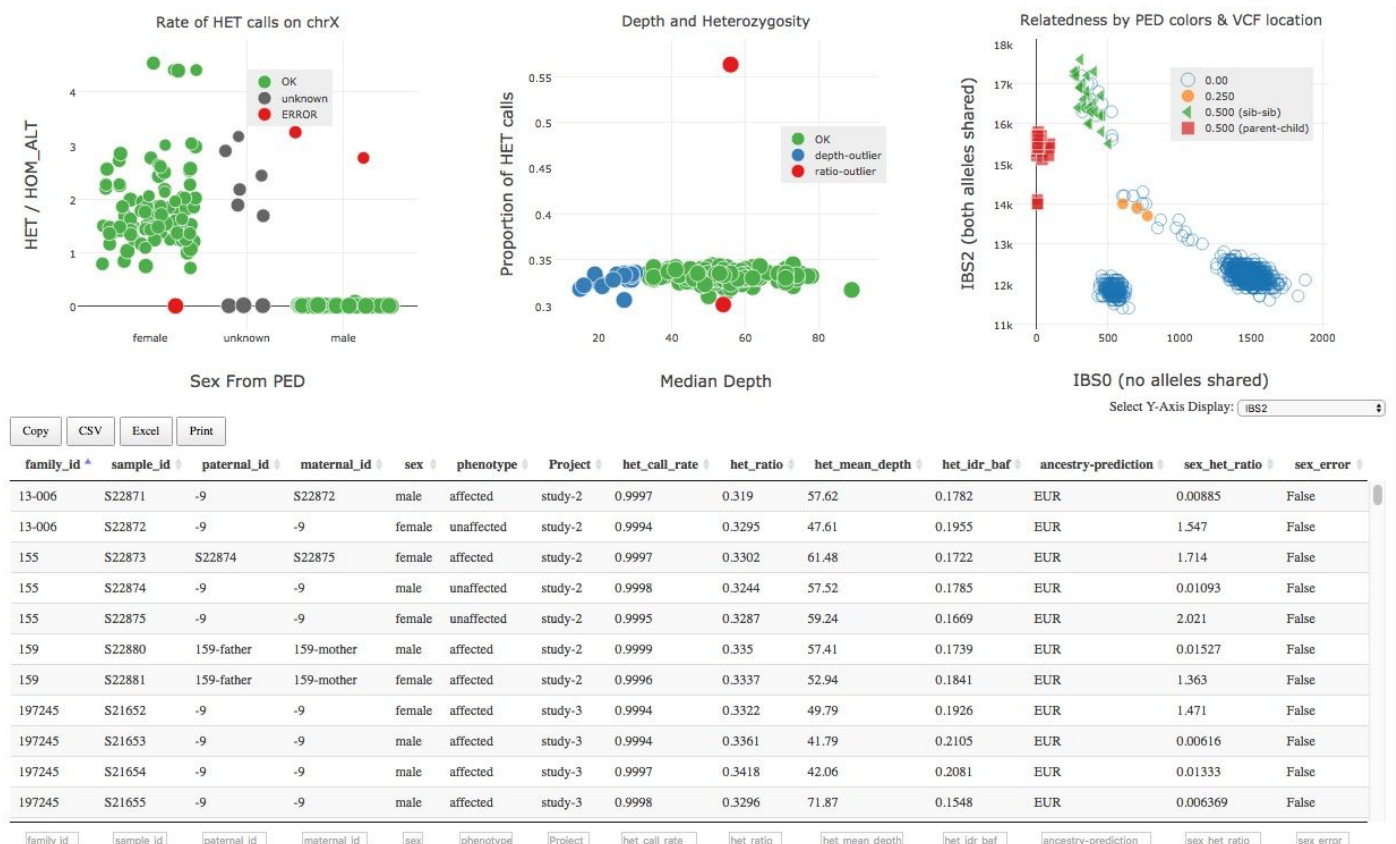 Rate of HET calls on chrX
HET / HOM_ALT
4
3
2
1
0
OK
unknown
ERROR
female unknown male
Sex From PED
Depth and Heterozygosity
Proportion of HET calls
0.55
0.5
0.45
0.4
0.35
0.3
OK
depth-outlier
ratio-outlier
20 40 60 80
Median Depth
Relatedness by PED colors & VCF location
IBS2 (both alleles shared)
18k
17k
16k
15k
14k
13k
12k
11k
0.00
0.250
0.500 (sib-sib)
0.500 (parent-child)
0 500 1000 1500 2000
IBS0 (no alleles shared)
Select Y-Axis Display: IBS2
Copy CSV Excel Print
family_id sample_id paternal_id maternal_id sex phenotype Project het_call_rate het_ratio het_mean_depth het_idr_baf ancestry-prediction sex_het_ratio sex_error
13-006 S22871 -9 S22872 male affected study-2 0.9997 0.319 57.62 0.1782 EUR 0.00885 False
13-006 S22872 -9 -9 female unaffected study-2 0.9994 0.3295 47.61 0.1955 EUR 1.547 False
155 S22873 S22874 S22875 female affected study-2 0.9997 0.3302 61.48 0.1722 EUR 1.714 False
155 S22874 -9 -9 male unaffected study-2 0.9998 0.3244 57.52 0.1785 EUR 0.01093 False
155 S22875 -9 -9 female unaffected study-2 0.9995 0.3287 59.24 0.1669 EUR 2.021 False
159 S22880 159-father 159-mother male affected study-2 0.9999 0.335 57.41 0.1739 EUR 0.01527 False
159 S22881 159-father 159-mother female affected study-2 0.9996 0.3337 52.94 0.1841 EUR 1.363 False
197245 S21652 -9 -9 female affected study-3 0.9994 0.3322 49.79 0.1926 EUR 1.471 False
197245 S21653 -9 -9 male affected study-3 0.9994 0.3361 41.79 0.2105 EUR 0.00616 False
197245 S21654 -9 -9 male affected study-3 0.9997 0.3418 42.06 0.2081 EUR 0.01333 False
197245 S21655 -9 -9 male affected study-3 0.9998 0.3296 71.87 0.1548 EUR 0.006369 False
family_id sample_id paternal_id maternal_id sex phenotype Project het_call_rate het_ratio het_mean_depth het_idr_baf ancestry-prediction sex_het_ratio sex_error